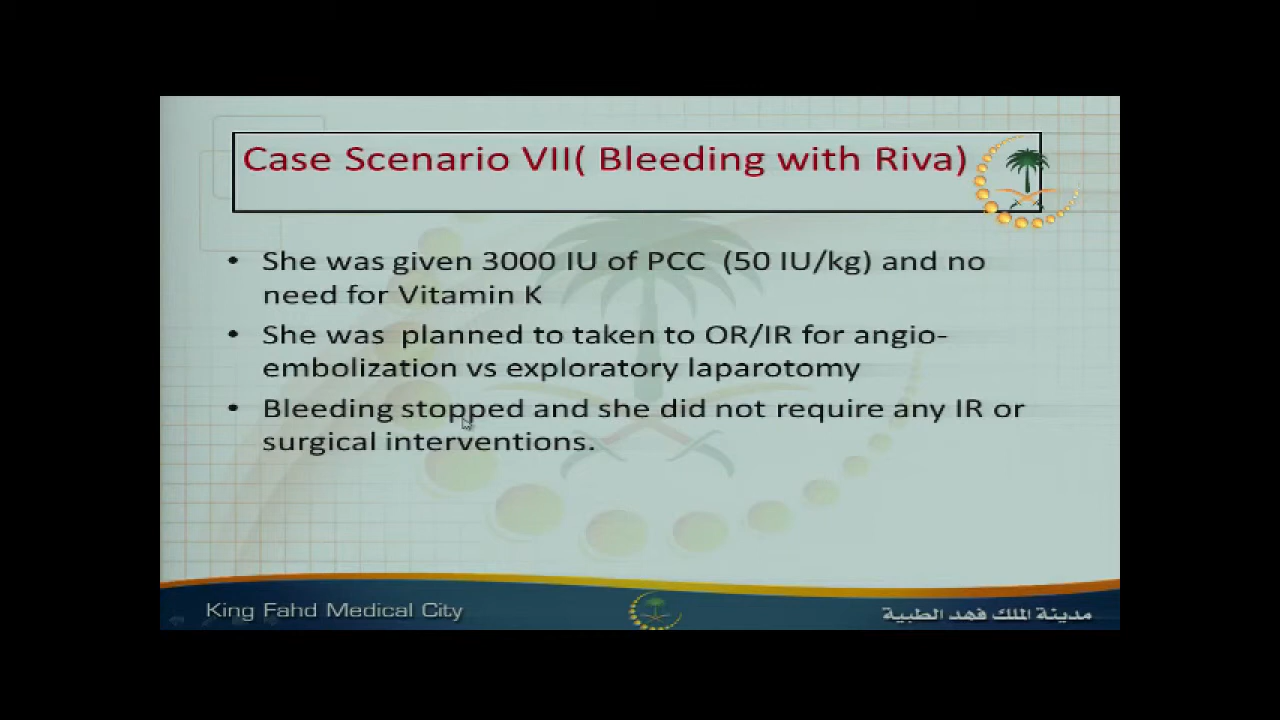 Case Scenario VII( Bleeding with Riva)
• She was given 3000 IU of PCC (50 IU/kg) and no
need for Vitamin K
• She was planned to taken to OR/IR for angio-
embolization vs exploratory laparotomy
• Bleeding stopped and she did not require any IR or
surgical interventions.
King Fahd Medical City
مدينة الملك فهد الطبية